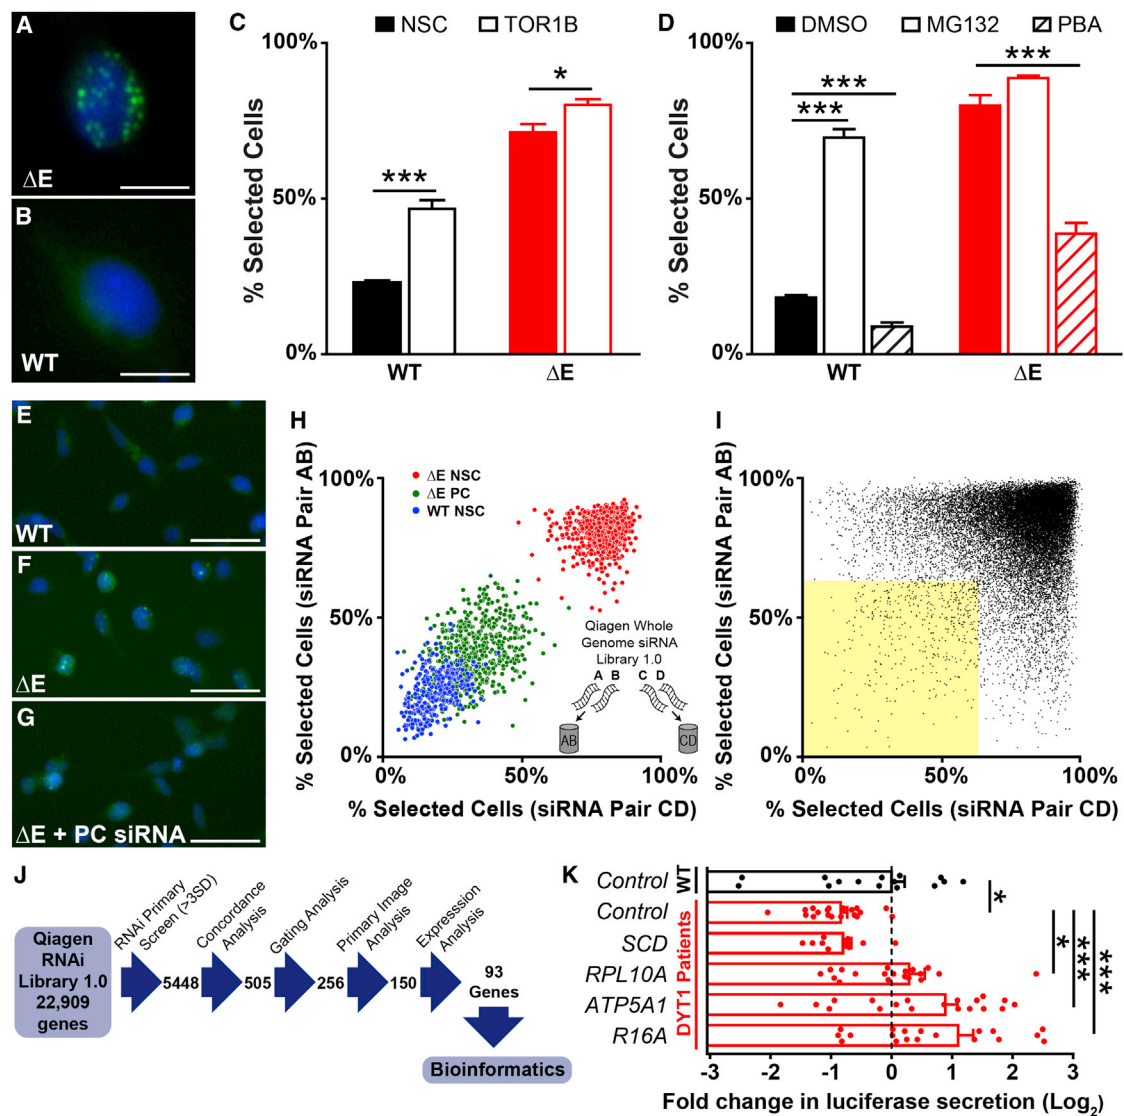 A
ΔE
B
WT
C
NSC TOR1B
% Selected Cells
100%
50%
0%
***
*
WT ΔE
D
DMSO MG132 PBA
% Selected Cells
100%
50%
0%
***
***
***
WT ΔE
E
WT
F
ΔE
G
ΔE + PC siRNA
H
% Selected Cells (siRNA Pair AB)
100%
50%
0%
ΔE NSC
ΔE PC
WT NSC
Qiagen Whole
Genome siRNA
Library 1.0
A B C D
AB CD
0% 50% 100%
% Selected Cells (siRNA Pair CD)
I
% Selected Cells (siRNA Pair AB)
100%
50%
0%
0% 50% 100%
% Selected Cells (siRNA Pair CD)
J
Qiagen
RNAi
Library 1.0
22,909
genes
RNAi Primary
Screen (>3SD)
5448
Concordance
Analysis
505
Gating Analysis
256
Primary Image
Analysis
150
Expresssion
Analysis
93
Genes
Bioinformatics
K
WT
Control
DYT1 Patients
Control
SCD
RPL10A
ATP5A1
R16A
*
*
***
***
-3 -2 -1 0 1 2 3
Fold change in luciferase secretion (Log2)